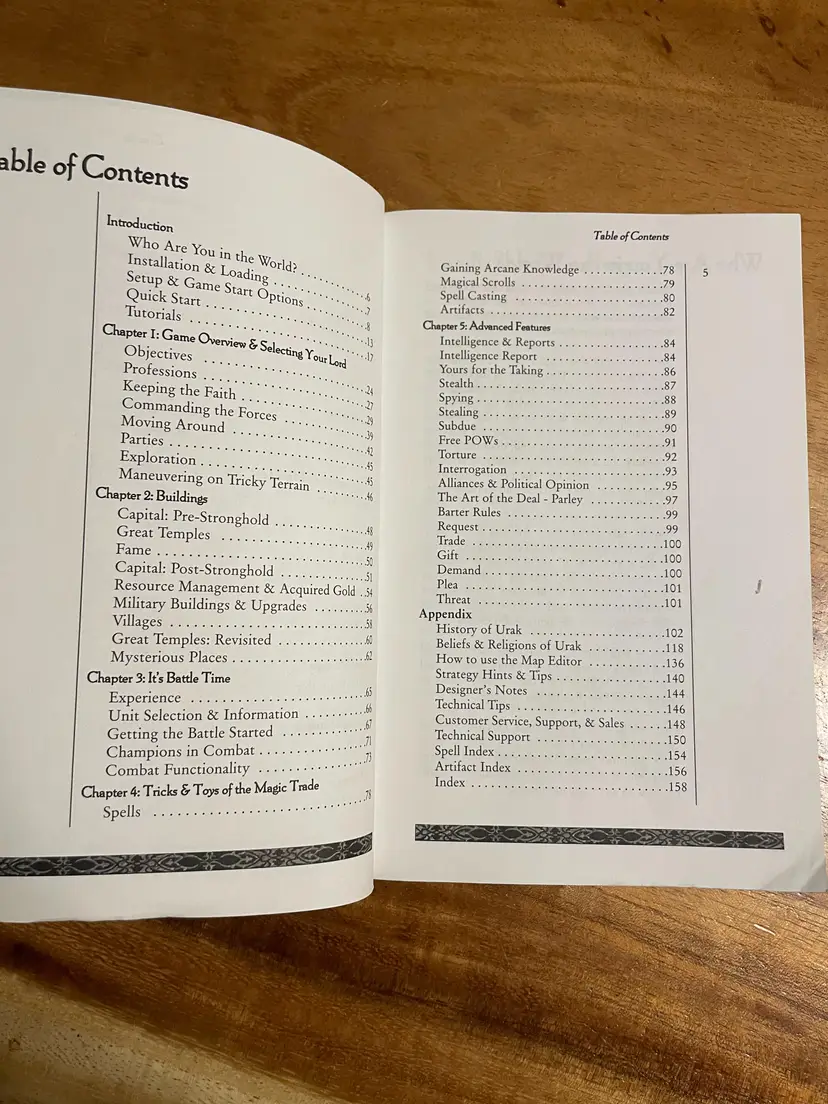 able of Contents
Introduction
Who Are You in the World? . . . . . . . . . . .6
Installation & Loading . . . . . . . . . . . . . . .7
Setup & Game Start Options . . . . . . . . . .8
Quick Start . . . . . . . . . . . . . . . . . . . . . . .13
Tutorials . . . . . . . . . . . . . . . . . . . . . . . . .17
Chapter 1: Game Overview & Selecting Your Lord
Objectives . . . . . . . . . . . . . . . . . . . . . . . .24
Professions . . . . . . . . . . . . . . . . . . . . . . .27
Keeping the Faith . . . . . . . . . . . . . . . . . .29
Commanding the Forces . . . . . . . . . . . . .39
Moving Around . . . . . . . . . . . . . . . . . . .42
Parties . . . . . . . . . . . . . . . . . . . . . . . . . .45
Exploration . . . . . . . . . . . . . . . . . . . . . . .45
Maneuvering on Tricky Terrain . . . . . . . .46
Chapter 2: Buildings
Capital: Pre-Stronghold . . . . . . . . . . . . .48
Great Temples . . . . . . . . . . . . . . . . . . . .49
Fame . . . . . . . . . . . . . . . . . . . . . . . . . . .50
Capital: Post-Stronghold . . . . . . . . . . . .51
Resource Management & Acquired Gold . .54
Military Buildings & Upgrades . . . . . . . .56
Villages . . . . . . . . . . . . . . . . . . . . . . . . .58
Great Temples: Revisited . . . . . . . . . . . .60
Mysterious Places . . . . . . . . . . . . . . . . . .62
Chapter 3: It's Battle Time
Experience . . . . . . . . . . . . . . . . . . . . . . .65
Unit Selection & Information . . . . . . . . .66
Getting the Battle Started . . . . . . . . . . . .67
Champions in Combat . . . . . . . . . . . . . .71
Combat Functionality . . . . . . . . . . . . . .73
Chapter 4: Tricks & Toys of the Magic Trade
Spells . . . . . . . . . . . . . . . . . . . . . . . . . . .76
Table of Contents
5
Gaining Arcane Knowledge . . . . . . . . . . .78
Magical Scrolls . . . . . . . . . . . . . . . . . . . .79
Spell Casting . . . . . . . . . . . . . . . . . . . . .80
Artifacts . . . . . . . . . . . . . . . . . . . . . . . . .82
Chapter 5: Advanced Features
Intelligence & Reports . . . . . . . . . . . . . . .84
Intelligence Report . . . . . . . . . . . . . . . . .84
Yours for the Taking . . . . . . . . . . . . . . . .86
Stealth . . . . . . . . . . . . . . . . . . . . . . . . . .87
Spying . . . . . . . . . . . . . . . . . . . . . . . . . .88
Stealing . . . . . . . . . . . . . . . . . . . . . . . . .89
Subdue . . . . . . . . . . . . . . . . . . . . . . . . .90
Free POWs . . . . . . . . . . . . . . . . . . . . . . .91
Torture . . . . . . . . . . . . . . . . . . . . . . . . .92
Interrogation . . . . . . . . . . . . . . . . . . . . .93
Alliances & Political Opinion . . . . . . . . .95
The Art of the Deal - Parley . . . . . . . . . .97
Barter Rules . . . . . . . . . . . . . . . . . . . . . .99
Request . . . . . . . . . . . . . . . . . . . . . . . . .99
Trade . . . . . . . . . . . . . . . . . . . . . . . . . .100
Gift . . . . . . . . . . . . . . . . . . . . . . . . . . .100
Demand . . . . . . . . . . . . . . . . . . . . . . . .100
Plea . . . . . . . . . . . . . . . . . . . . . . . . . . .101
Threat . . . . . . . . . . . . . . . . . . . . . . . . .101
Appendix
History of Urak . . . . . . . . . . . . . . . . . .102
Beliefs & Religions of Urak . . . . . . . . . .118
How to use the Map Editor . . . . . . . . . .136
Strategy Hints & Tips . . . . . . . . . . . . . .140
Designer's Notes . . . . . . . . . . . . . . . . .144
Technical Tips . . . . . . . . . . . . . . . . . . .146
Customer Service, Support, & Sales . . . . . .148
Technical Support . . . . . . . . . . . . . . . . .150
Spell Index . . . . . . . . . . . . . . . . . . . . . .154
Artifact Index . . . . . . . . . . . . . . . . . . .156
Index . . . . . . . . . . . . . . . . . . . . . . . . . .158